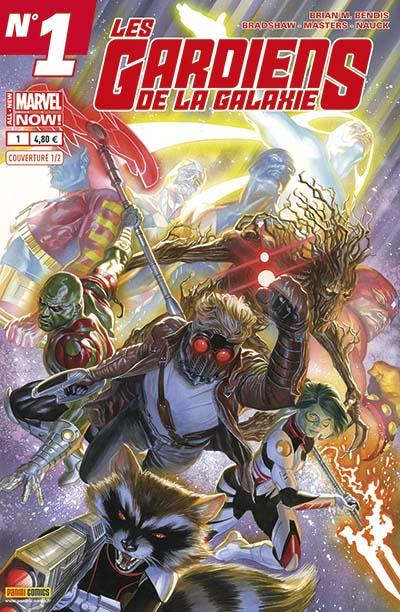 N° 1
BRIAN M. BENDIS
BRADSHAW - MASTERS - NAUCK
LES
GARDIENS
DE LA GALAXIE
ALL-NEW
MARVEL
NOW!
1 4,80 €
COUVERTURE 1/2
PANINI COMICS